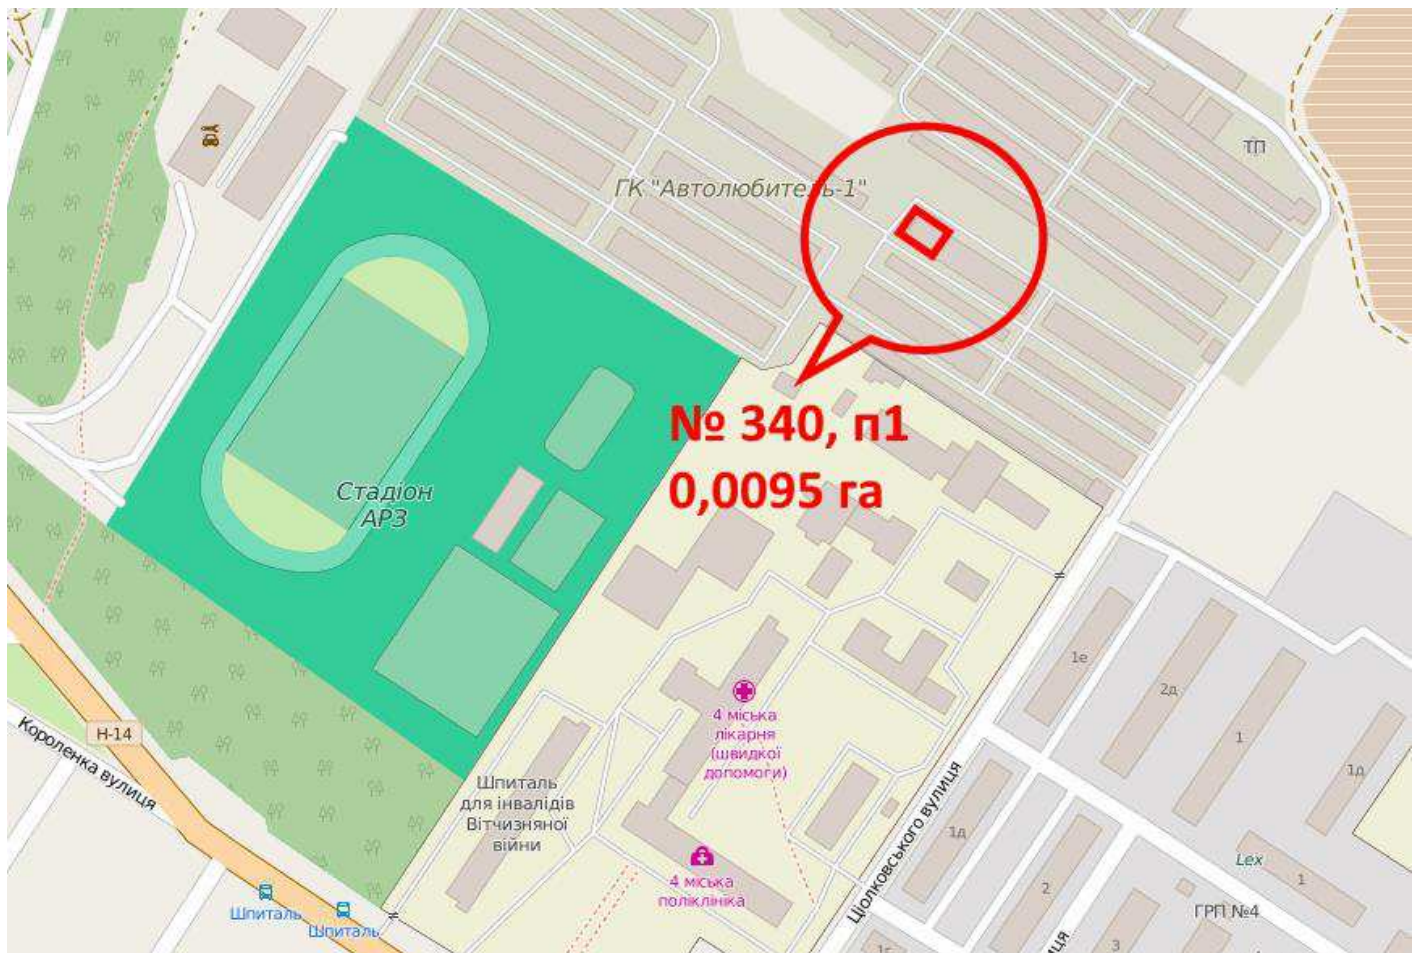 ТП
ГК "Автолюбитель-1"
№ 340, п1
0,0095 га
Стадіон
АРЗ
1е
2д
1
1д
4 міська
лікарня
(швидкої
допомоги)
Н-14
Короленка вулиця
Шпиталь
для інвалідів
Вітчизняної
війни
Ціолковського вулиця
1д
Lex
4 міська
поліклініка
2
1
ГРП №4
Шпиталь
Шпиталь
3